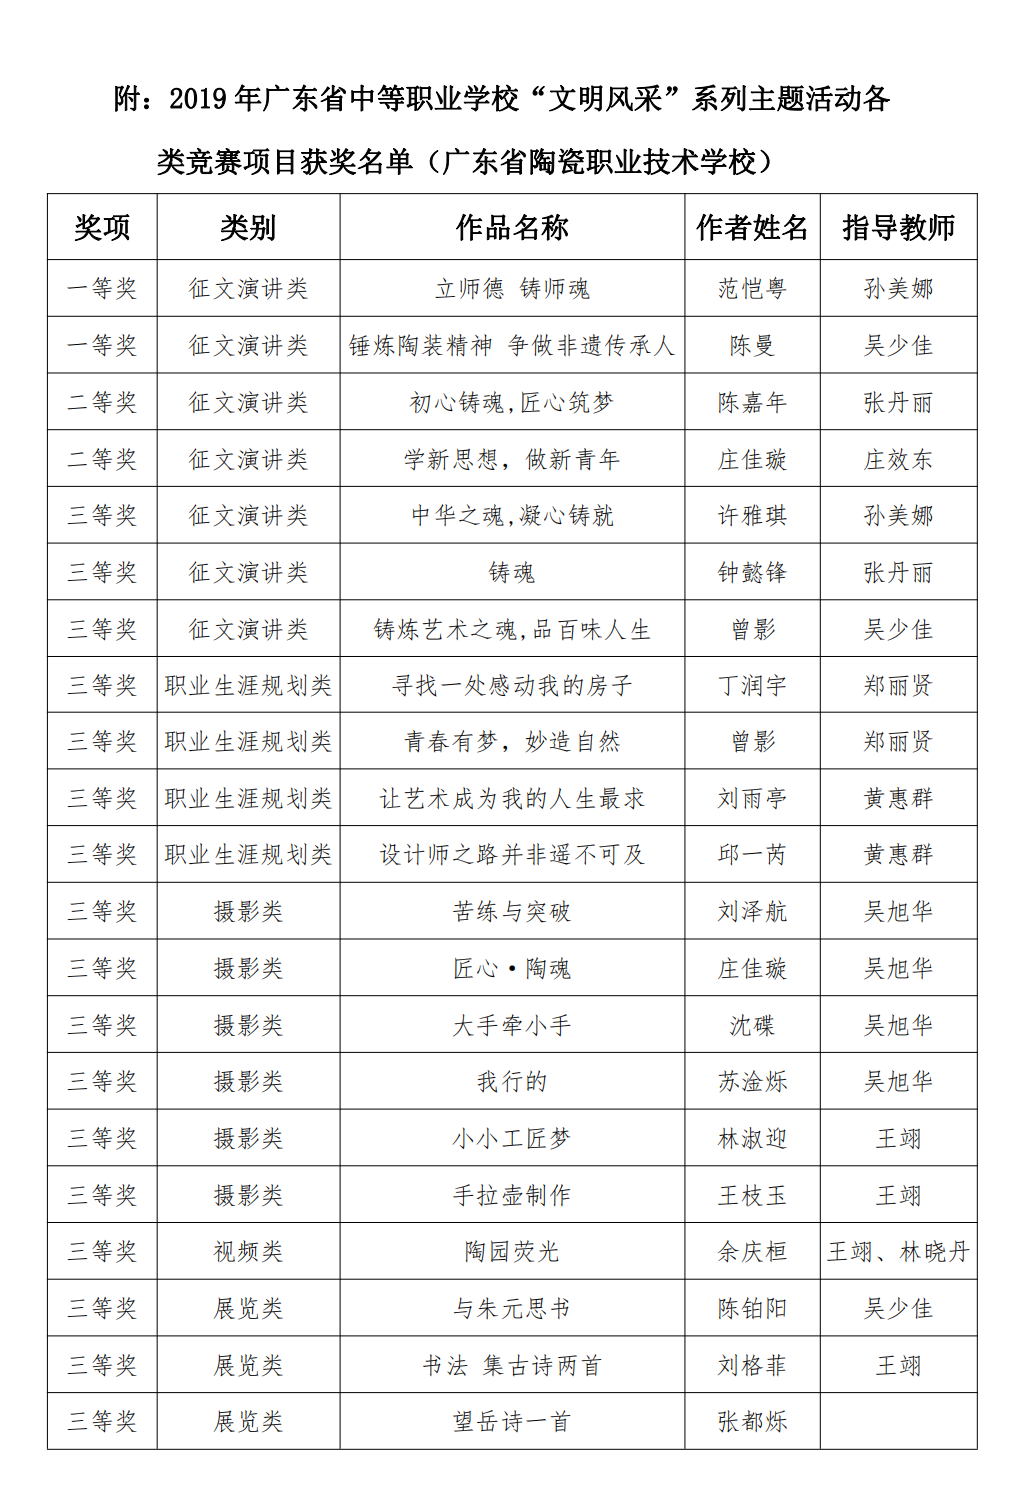 附：2019年广东省中等职业学校“文明风采”系列主题活动各
类竞赛项目获奖名单（广东省陶瓷职业技术学校）
奖项 类别 作品名称 作者姓名 指导教师
一等奖 征文演讲类 立师德 铸师魂 范恺粤 孙美娜
一等奖 征文演讲类 锤炼陶装精神 争做非遗传承人 陈曼 吴少佳
二等奖 征文演讲类 初心铸魂,匠心筑梦 陈嘉年 张丹丽
二等奖 征文演讲类 学新思想，做新青年 庄佳璇 庄效东
三等奖 征文演讲类 中华之魂,凝心铸就 许雅琪 孙美娜
三等奖 征文演讲类 铸魂 钟懿锋 张丹丽
三等奖 征文演讲类 铸炼艺术之魂,品百味人生 曾影 吴少佳
三等奖 职业生涯规划类 寻找一处感动我的房子 丁润宇 郑丽贤
三等奖 职业生涯规划类 青春有梦，妙造自然 曾影 郑丽贤
三等奖 职业生涯规划类 让艺术成为我的人生最求 刘雨亭 黄惠群
三等奖 职业生涯规划类 设计师之路并非遥不可及 邱一芮 黄惠群
三等奖 摄影类 苦练与突破 刘泽航 吴旭华
三等奖 摄影类 匠心·陶魂 庄佳璇 吴旭华
三等奖 摄影类 大手牵小手 沈碟 吴旭华
三等奖 摄影类 我行的 苏淦烁 吴旭华
三等奖 摄影类 小小工匠梦 林淑迎 王翊
三等奖 摄影类 手拉壶制作 王枝玉 王翊
三等奖 视频类 陶园荧光 余庆桓 王翊、林晓丹
三等奖 展览类 与朱元思书 陈铂阳 吴少佳
三等奖 展览类 书法 集古诗两首 刘格菲 王翊
三等奖 展览类 望岳诗一首 张都烁